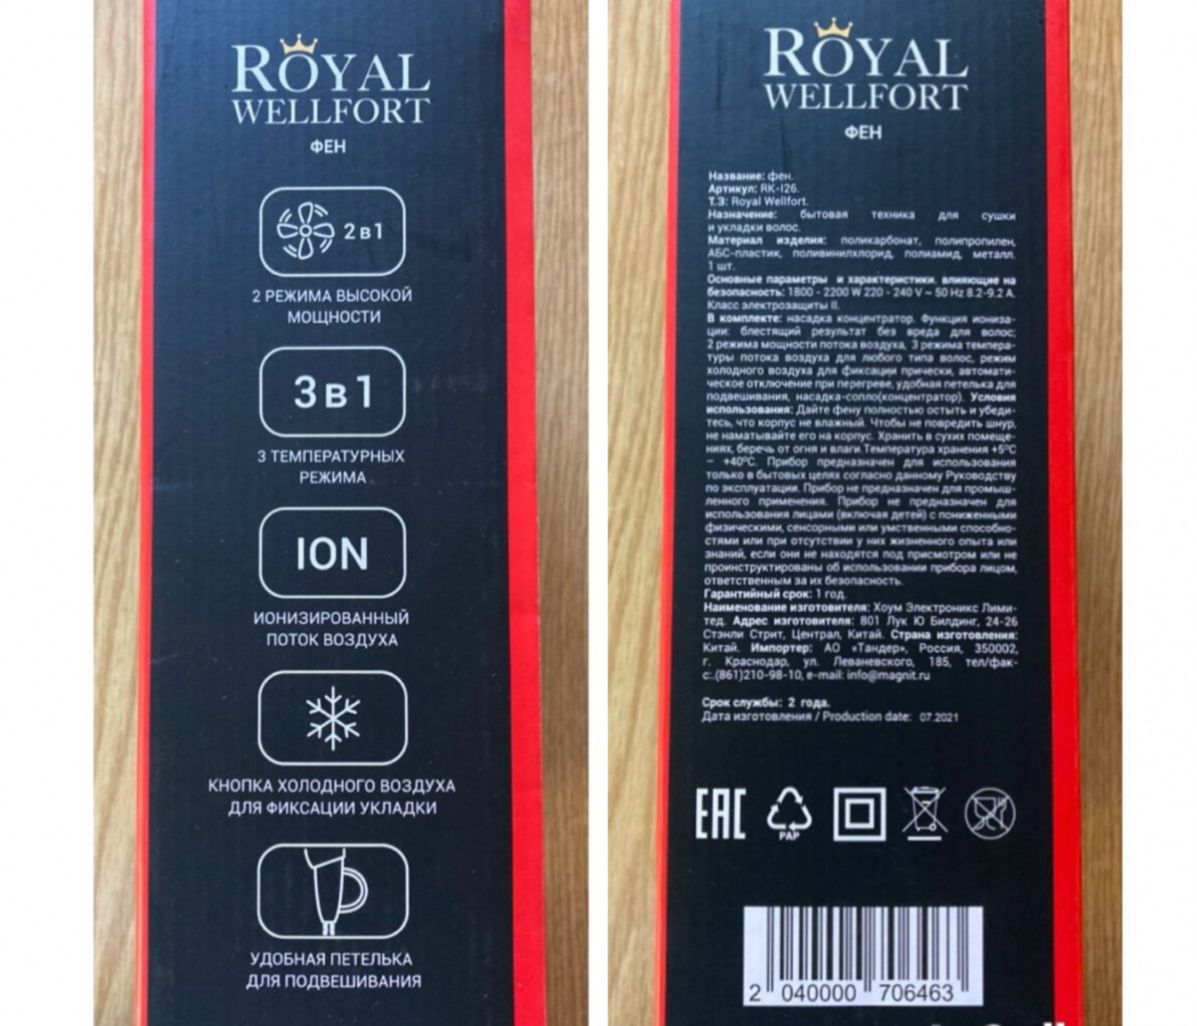 ROYAL
WELLFORT
ФЕН
2 в 1
2 РЕЖИМА ВЫСОКОЙ
МОЩНОСТИ
3 в 1
3 ТЕМПЕРАТУРНЫХ
РЕЖИМА
ION
ИОНИЗИРОВАННЫЙ
ПОТОК ВОЗДУХА
КНОПКА ХОЛОДНОГО ВОЗДУХА
ДЛЯ ФИКСАЦИИ УКЛАДКИ
УДОБНАЯ ПЕТЕЛЬКА
ДЛЯ ПОДВЕШИВАНИЯ
ROYAL
WELLFORT
ФЕН
Название: фен.
Артикул: RK-I26.
Т.З: Royal Wellfort.
Назначение: бытовая техника для сушки
и укладки волос.
Материал изделия: поликарбонат, полипропилен,
АБС-пластик, поливинилхлорид, полиамид, металл.
1 шт.
Основные параметры и характеристики, влияющие на
безопасность: 1800 - 2200 W 220 - 240 V ~ 50 Hz 8.2-9.2 А.
Класс электрозащиты II.
В комплекте: насадка концентратор. Функция иониза-
ции: блестящий результат без вреда для волос;
2 режима мощности потока воздуха, 3 режима темпера-
туры потока воздуха для любого типа волос, режим
холодного воздуха для фиксации прически, автомати-
ческое отключение при перегреве, удобная петелька для
подвешивания, насадка-сопло(концентратор). Условия
использования: Дайте фену полностью остыть и убеди-
тесь, что корпус не влажный. Чтобы не повредить шнур,
не наматывайте его на корпус. Хранить в сухих помеще-
ниях, беречь от огня и влаги.Температура хранения +5°С
– +40°С. Прибор предназначен для использования
только в бытовых целях согласно данному Руководству
по эксплуатации. Прибор не предназначен для промыш-
ленного применения. Прибор не предназначен для
использования лицами (включая детей) с пониженными
физическими, сенсорными или умственными способно-
стями или при отсутствии у них жизненного опыта или
знаний, если они не находятся под присмотром или не
проинструктированы об использовании прибора лицом,
ответственным за их безопасность.
Гарантийный срок: 1 год.
Наименование изготовителя: Хоум Электроникс Лими-
тед. Адрес изготовителя: 801 Лук Ю Билдинг, 24-26
Стэнли Стрит, Централ, Китай. Страна изготовления:
Китай. Импортер: АО «Тандер», Россия, 350002,
г. Краснодар, ул. Леваневского, 185, тел/фак-
с:.(861)210-98-10, e-mail: info@magnit.ru
Срок службы: 2 года.
Дата изготовления / Production date: 07.2021
EAC
PAP
2 040000 706463